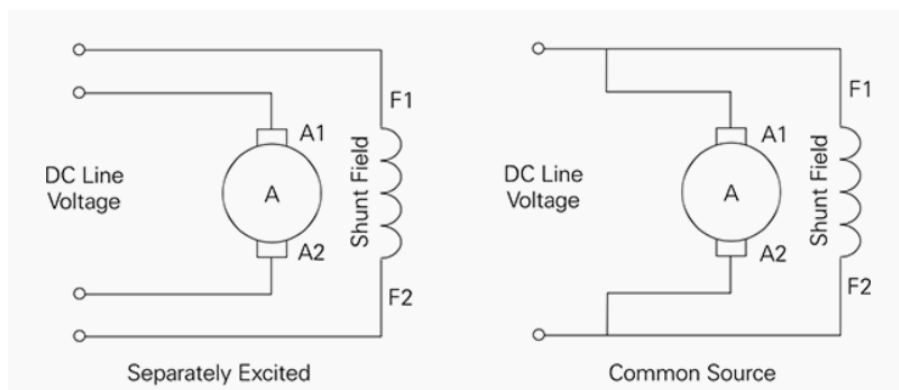 F1
A1
DC Line
Voltage
A
Shunt Field
A2
F2
Separately Excited
F1
A1
DC Line
Voltage
A
Shunt Field
A2
F2
Common Source